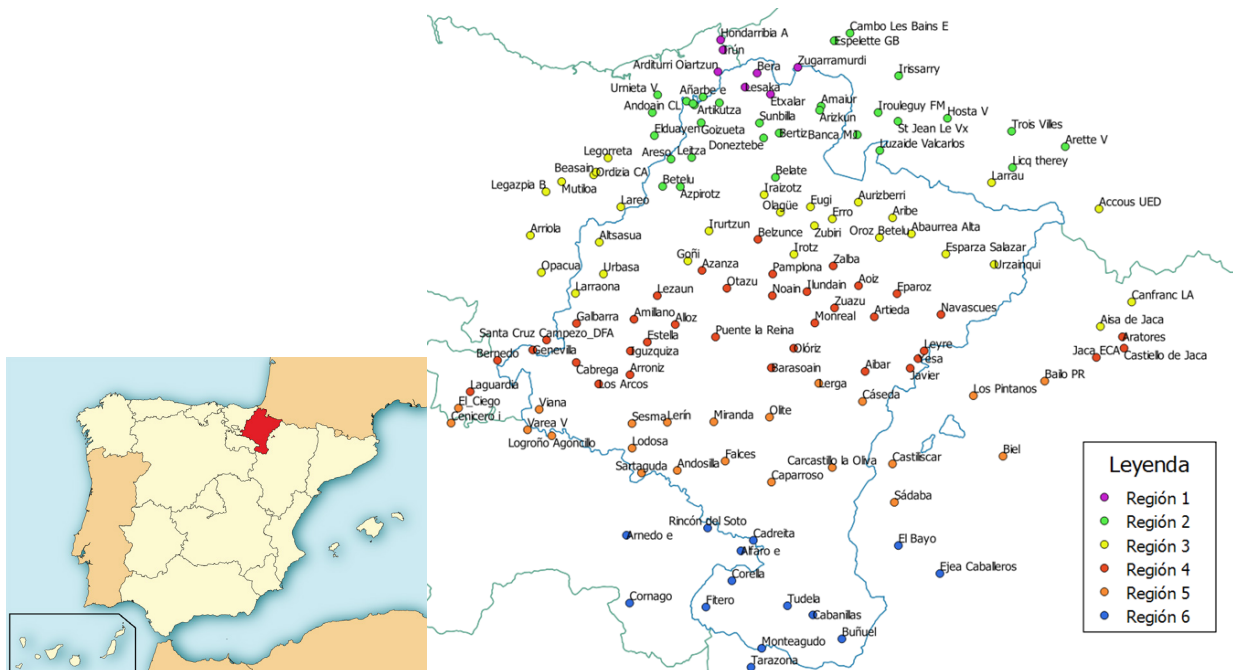 Hondarribia A
Irún
Cambo Les Bains E
Espelette GB
Arditurri Oiartzun
Bera
Zugarramurdi
Irissarry
Urnieta V
Añarbe e
Lesaka
Etxalar
Amaiur
Andoain CL
Artikutza
Arizkun
Irouleguy FM
Hosta V
Elduayen
Goizueta
Sunbilla
Bertiz
Banca MJ
St Jean Le Vx
Trois Villes
Doneztebe
Luzaide Valcarlos
Arette V
Legorreta
Areso
Leitza
Licq therey
Beasain
Ordizia CA
Betelu
Azpirotz
Belate
Larrau
Legazpia B
Mutiloa
Iraizotz
Lareo
Olagüe
Eugi
Aurizberri
Accous UED
Erro
Aribe
Arriola
Altsasua
Irurtzun
Belzunce
Zubiri
Oroz Betelu
Abaurrea Alta
Goñi
Irotz
Esparza Salazar
Opacua
Urbasa
Azanza
Pamplona
Zalba
Urzainqui
Larraona
Lezaun
Otazu
Noain
Ilundain
Aoiz
Eparoz
Canfranc LA
Galbarra
Amillano
Alloz
Zuazu
Monreal
Artieda
Navascues
Aisa de Jaca
Santa Cruz Campezo_DFA
Estella
Puente la Reina
Aratores
Bernedo
Genevilla
Iguzquiza
Olóriz
Leyre
Yesa
Jaca ECA
Castiello de Jaca
Cabrega
Arroniz
Barasoain
Aibar
Javier
Laguardia
Los Arcos
Lerga
Bailo PR
El_Ciego
Viana
Cáseda
Los Pintanos
Cenicero i
Varea V
Sesma
Lerín
Miranda
Olite
Logroño Agoncillo
Lodosa
Sartaguda
Andosilla
Falces
Carcastillo la Oliva
Castiliscar
Biel
Caparroso
Sádaba
Rincón del Soto
Arnedo e
Cadreita
El Bayo
Alfaro e
Corella
Ejea Caballeros
Cornago
Fitero
Tudela
Cabanillas
Monteagudo
Buñuel
Tarazona
Leyenda
Región 1
Región 2
Región 3
Región 4
Región 5
Región 6